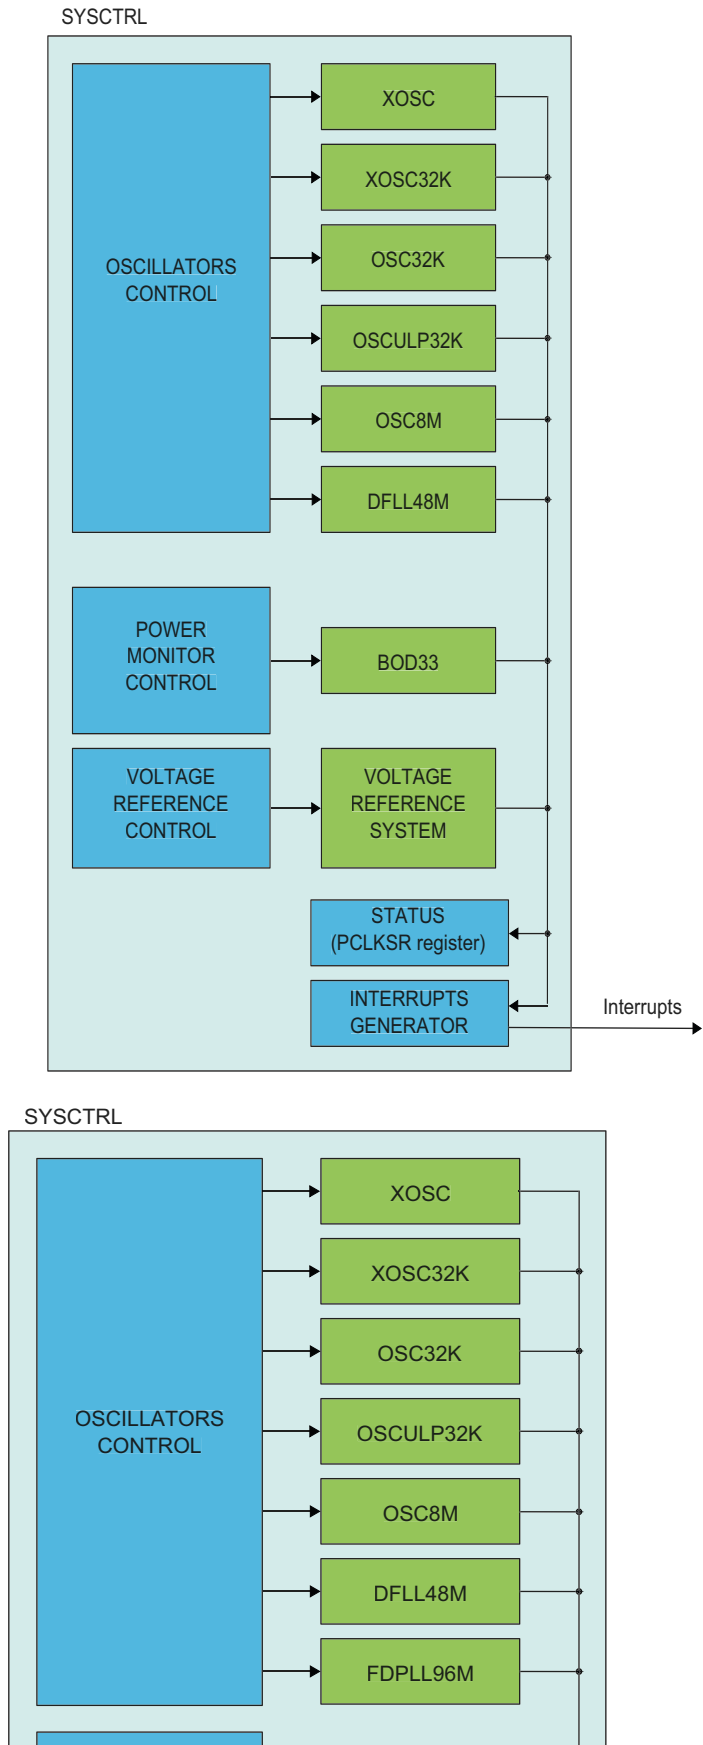 SYSCTRL
XOSC
XOSC32K
OSCILLATORS
CONTROL
OSC32K
OSCULP32K
OSC8M
DFLL48M
POWER
MONITOR
CONTROL
BOD33
VOLTAGE
REFERENCE
CONTROL
VOLTAGE
REFERENCE
SYSTEM
STATUS
(PCLKSR register)
INTERRUPTS
GENERATOR
Interrupts
SYSCTRL
XOSC
XOSC32K
OSC32K
OSCILLATORS
CONTROL
OSCULP32K
OSC8M
DFLL48M
FDPLL96M